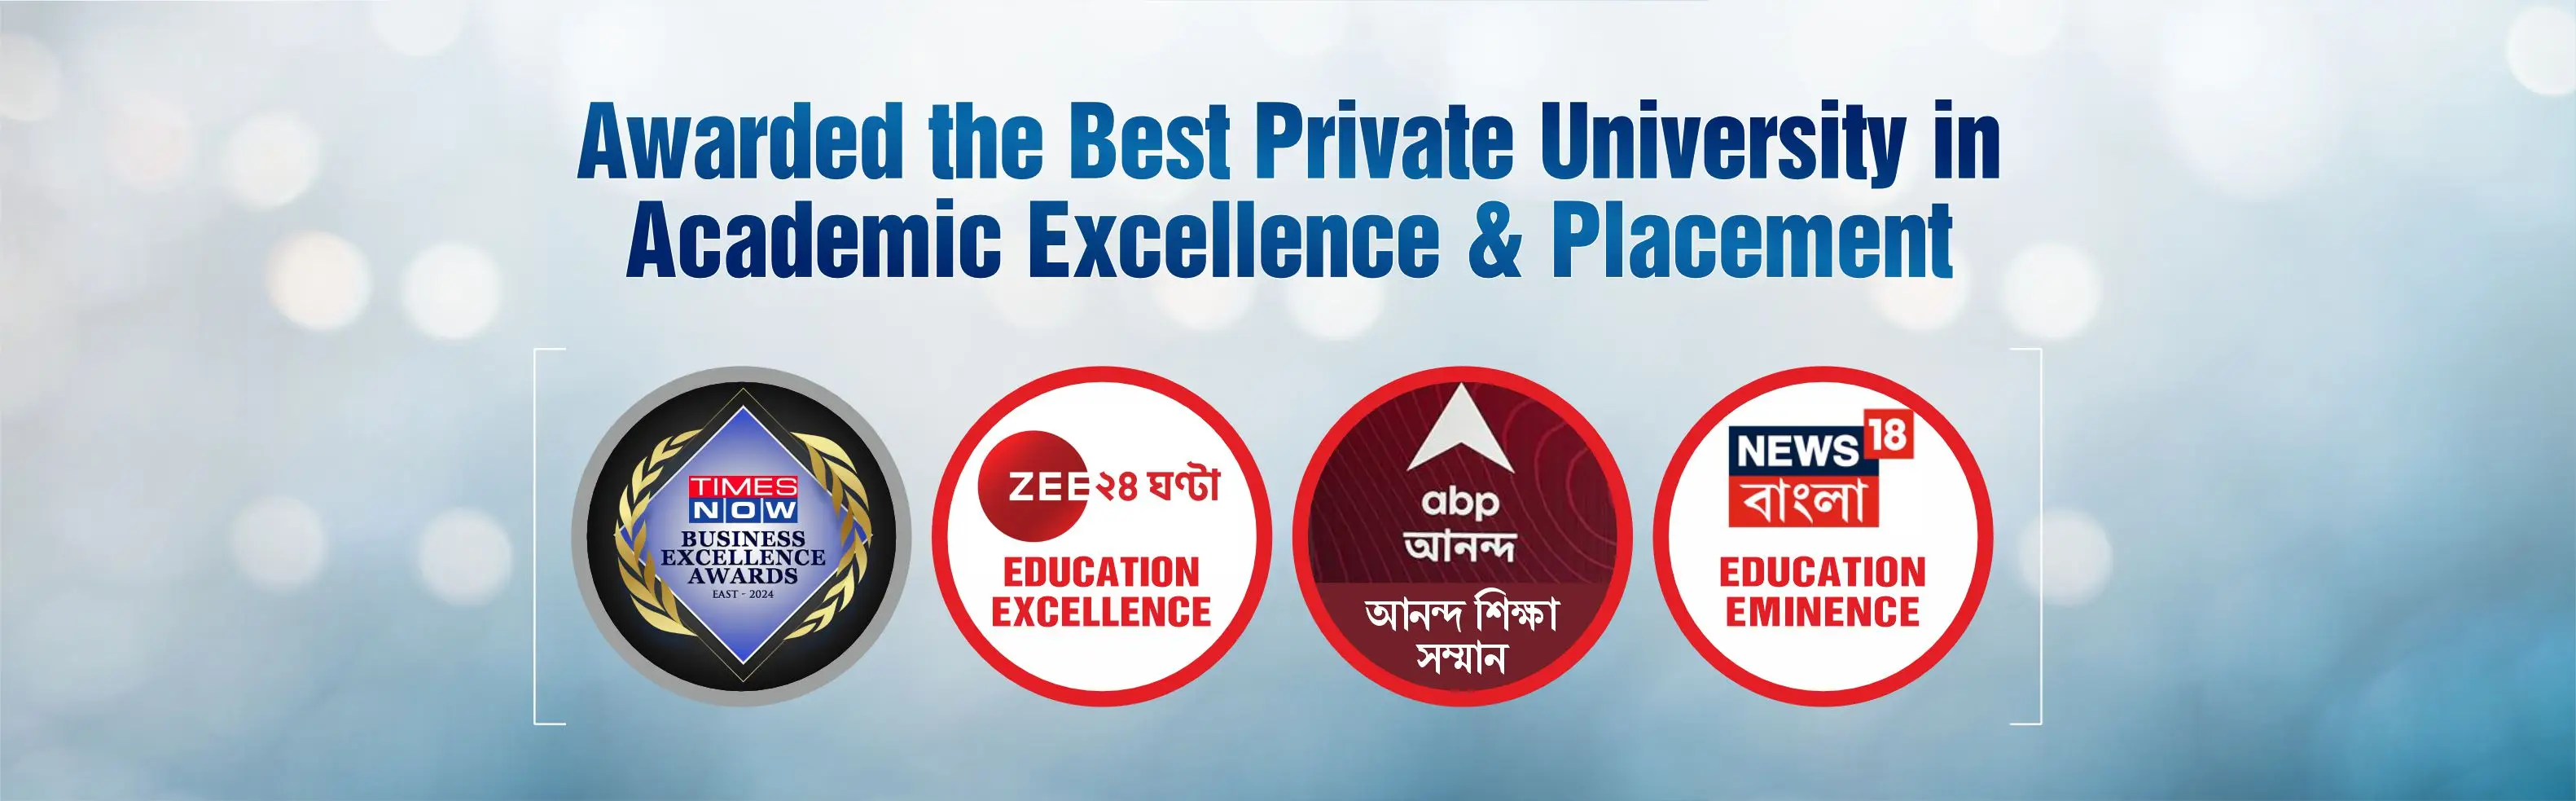 Awarded the Best Private University in
Academic Excellence & Placement
TIMES
NOW
BUSINESS
EXCELLENCE
AWARDS
EAST - 2024
ZEE ২৪ ঘণ্টা
EDUCATION
EXCELLENCE
abp
আনন্দ
আনন্দ শিক্ষা
সম্মান
NEWS 18
বাংলা
EDUCATION
EMINENCE